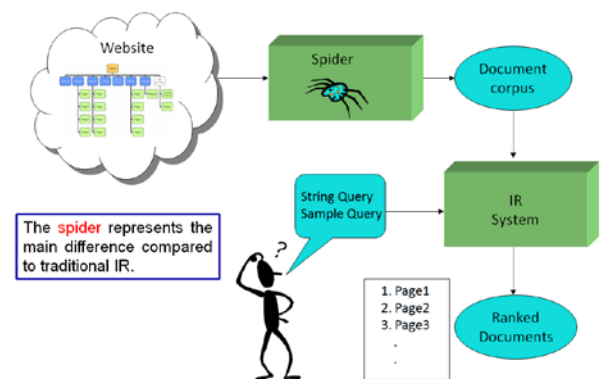 Website
Spider
Document
corpus
String Query
Sample Query
IR
System
The spider represents the
main difference compared
to traditional IR.
?
1. Page1
2. Page2
3. Page3
.
.
Ranked
Documents